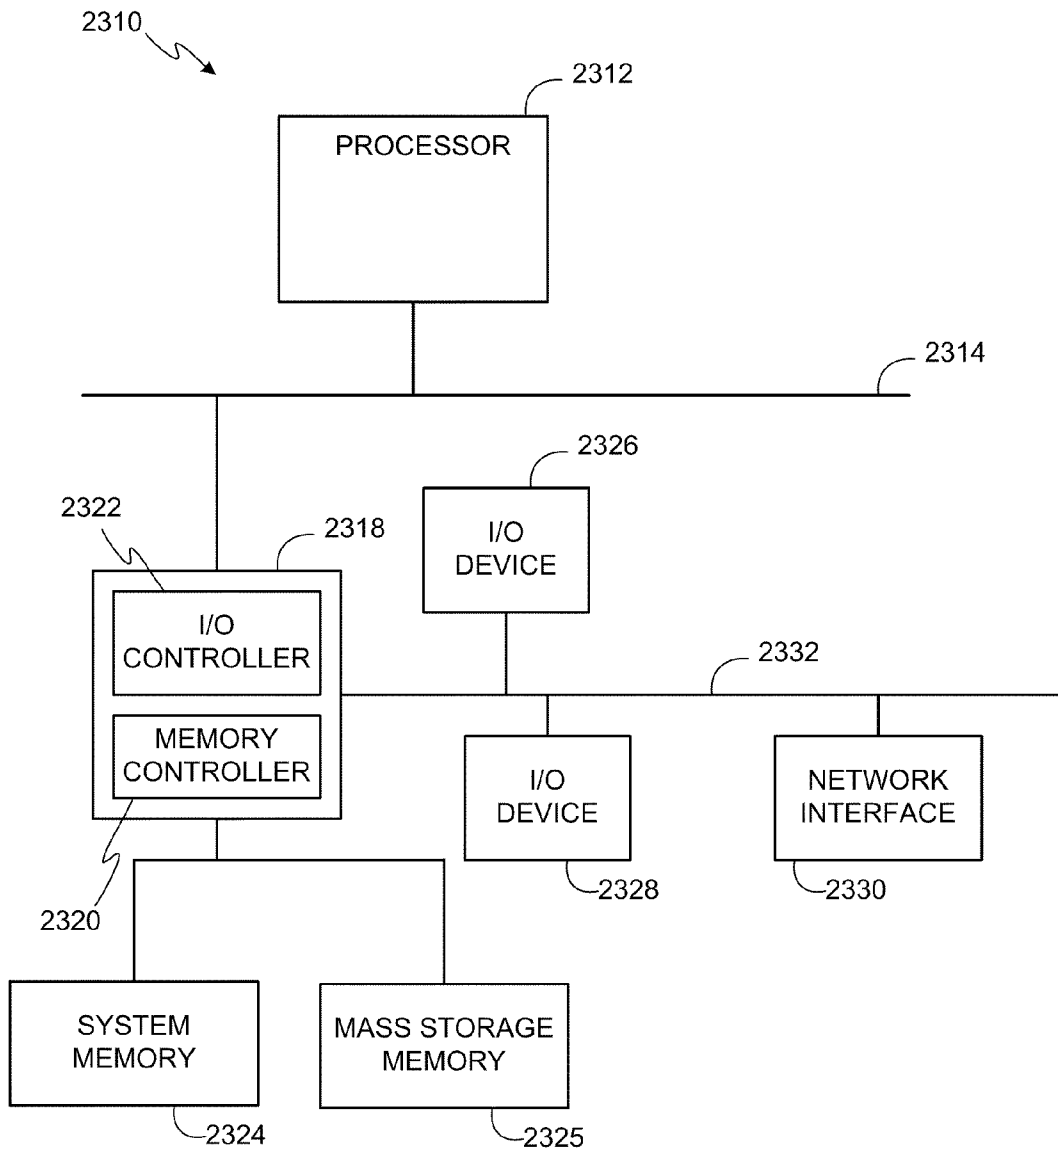 2310
2312
PROCESSOR
2314
2326
2322
2318
I/O
DEVICE
I/O
CONTROLLER
2332
MEMORY
CONTROLLER
I/O
DEVICE
NETWORK
INTERFACE
2328
2330
2320
SYSTEM
MEMORY
MASS STORAGE
MEMORY
2324
2325